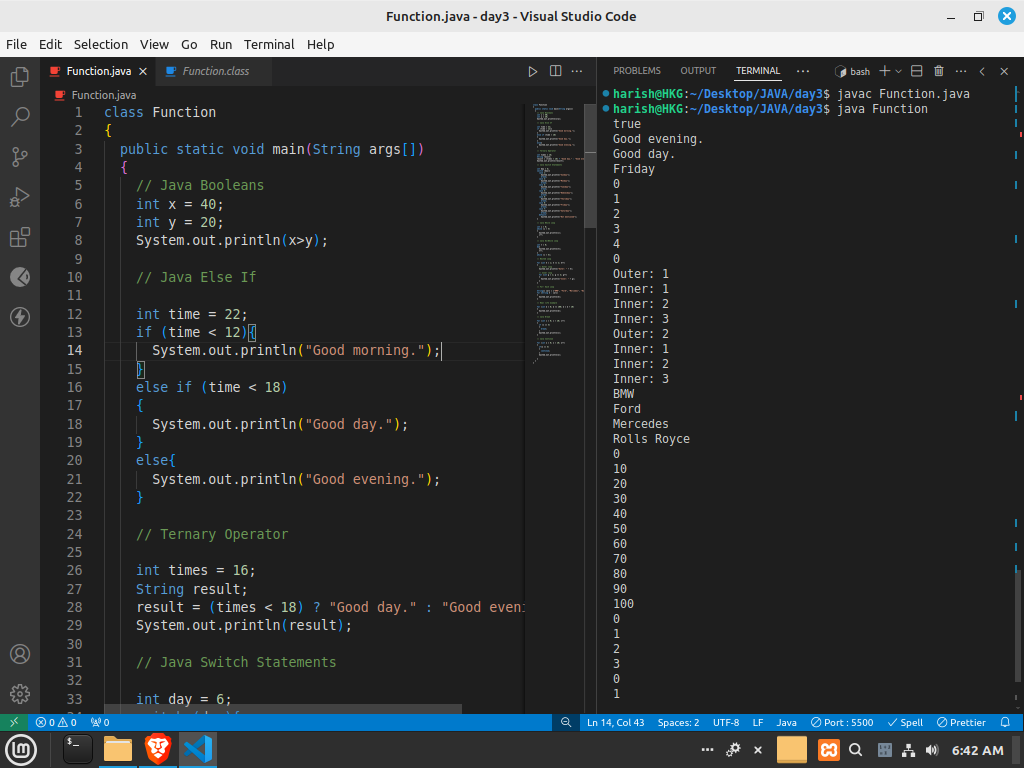 Function.java - day3 - Visual Studio Code
File Edit Selection View Go Run Terminal Help
Function.java
Function.class
PROBLEMS OUTPUT TERMINAL
bash
Function.java
1 class Function
2 {
3 public static void main(String args[])
4 {
5 // Java Booleans
6 int x = 40;
7 int y = 20;
8 System.out.println(x>y);
9
10 // Java Else If
11
12 int time = 22;
13 if (time < 12){
14 System.out.println("Good morning.");
15 }
16 else if (time < 18)
17 {
18 System.out.println("Good day.");
19 }
20 else{
21 System.out.println("Good evening.");
22 }
23
24 // Ternary Operator
25
26 int times = 16;
27 String result;
28 result = (times < 18) ? "Good day." : "Good eveni
29 System.out.println(result);
30
31 // Java Switch Statements
32
33 int day = 6;
harish@HKG:~/Desktop/JAVA/day3$ javac Function.java
harish@HKG:~/Desktop/JAVA/day3$ java Function
true
Good evening.
Good day.
Friday
0
1
2
3
4
0
Outer: 1
Inner: 1
Inner: 2
Inner: 3
Outer: 2
Inner: 1
Inner: 2
Inner: 3
BMW
Ford
Mercedes
Rolls Royce
0
10
20
30
40
50
60
70
80
90
100
0
1
2
3
0
1
0 0 0
Ln 14, Col 43 Spaces: 2 UTF-8 LF Java Port : 5500 Spell Prettier
6:42 AM